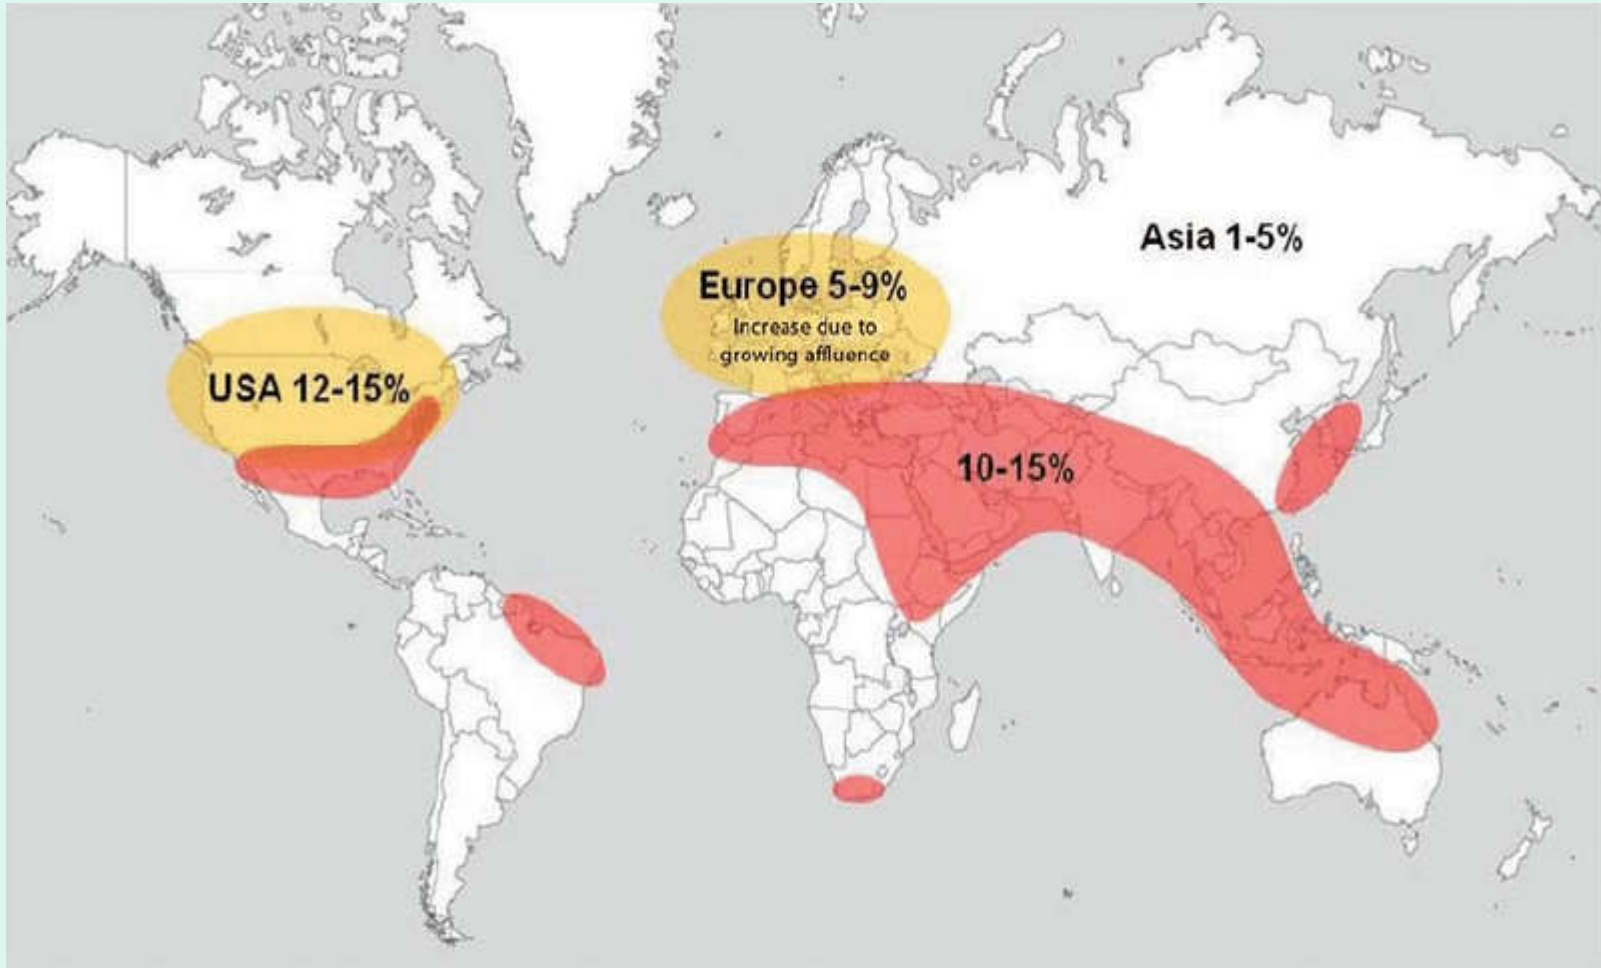 Asia 1-5%
Europe 5-9%
Increase due to
growing affluence
USA 12-15%
10-15%